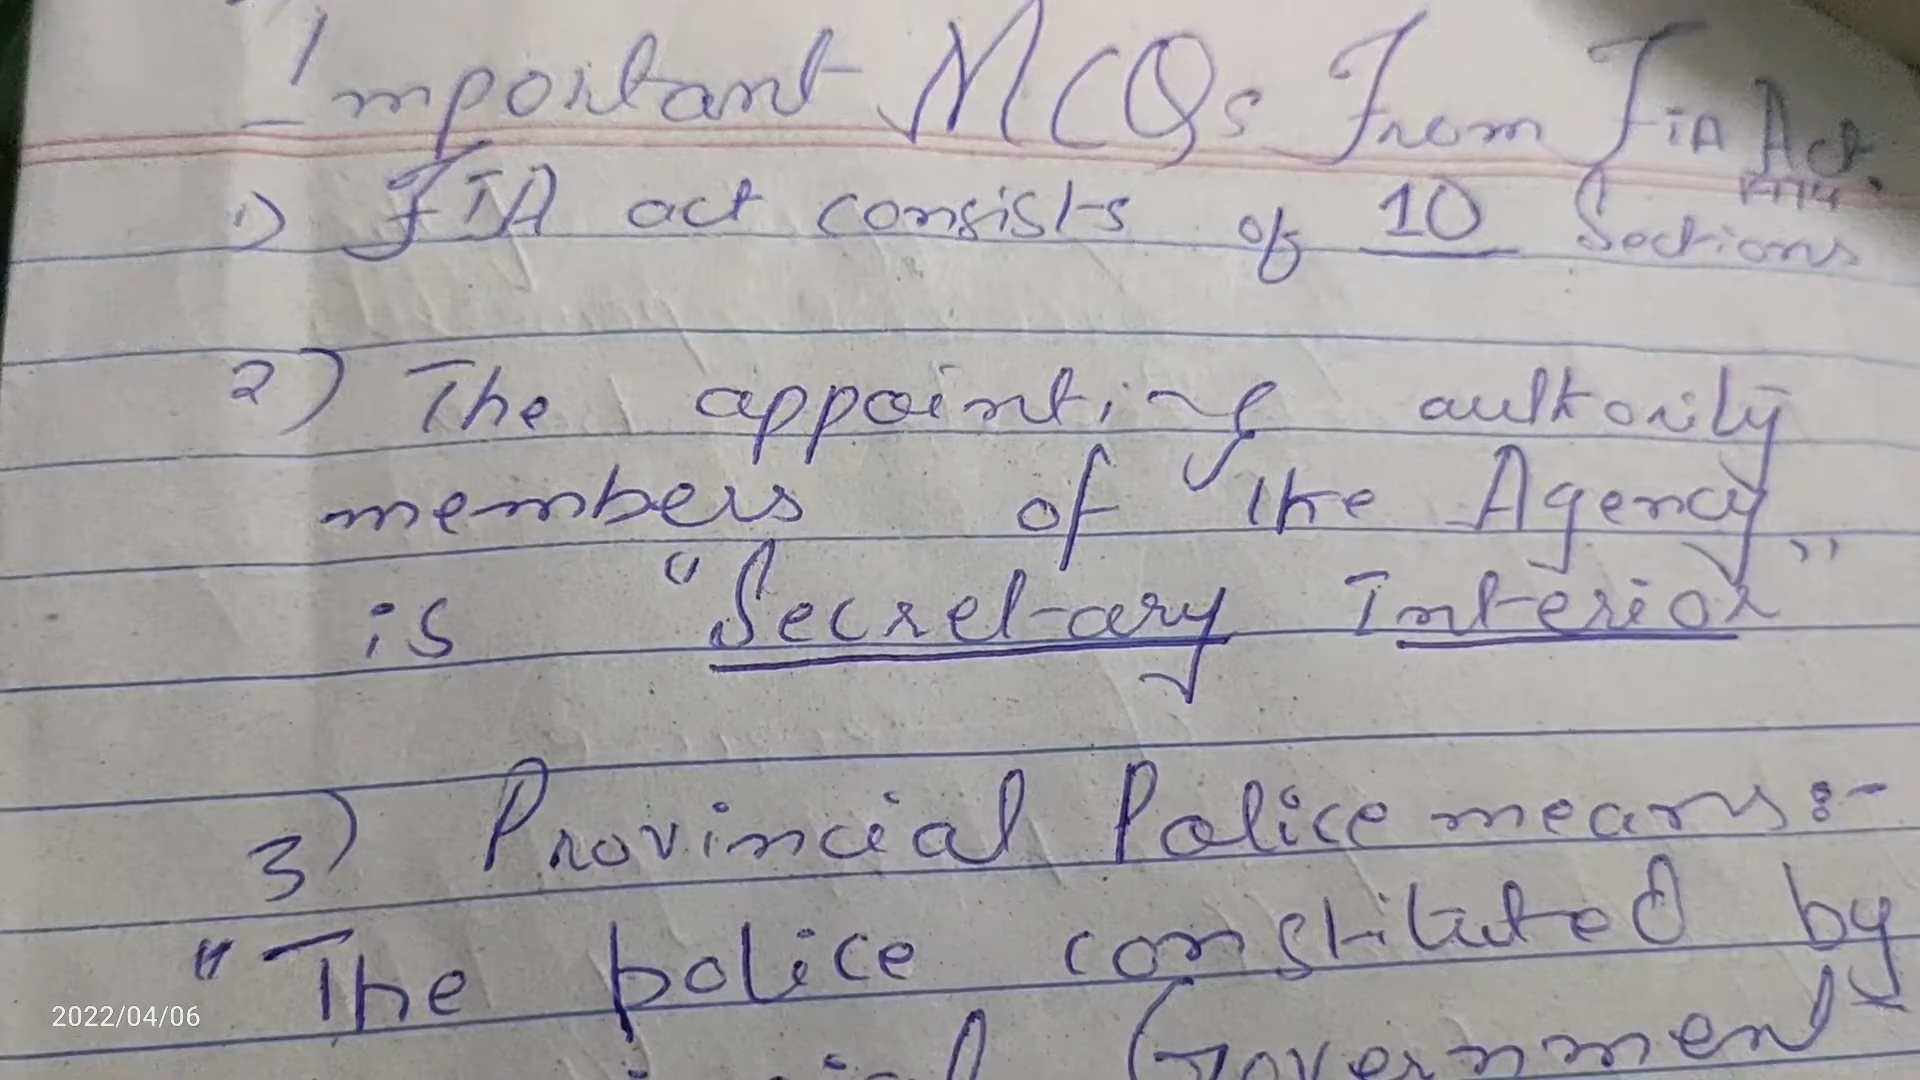 Important MCQs From FIA Act.
1974
1) FIA act consists of 10 Sections
2) The appointing authority
members of the Agency
is "Secretary Interior"
3) Provincial Police means:-
"The police constituted by
Government
2022/04/06